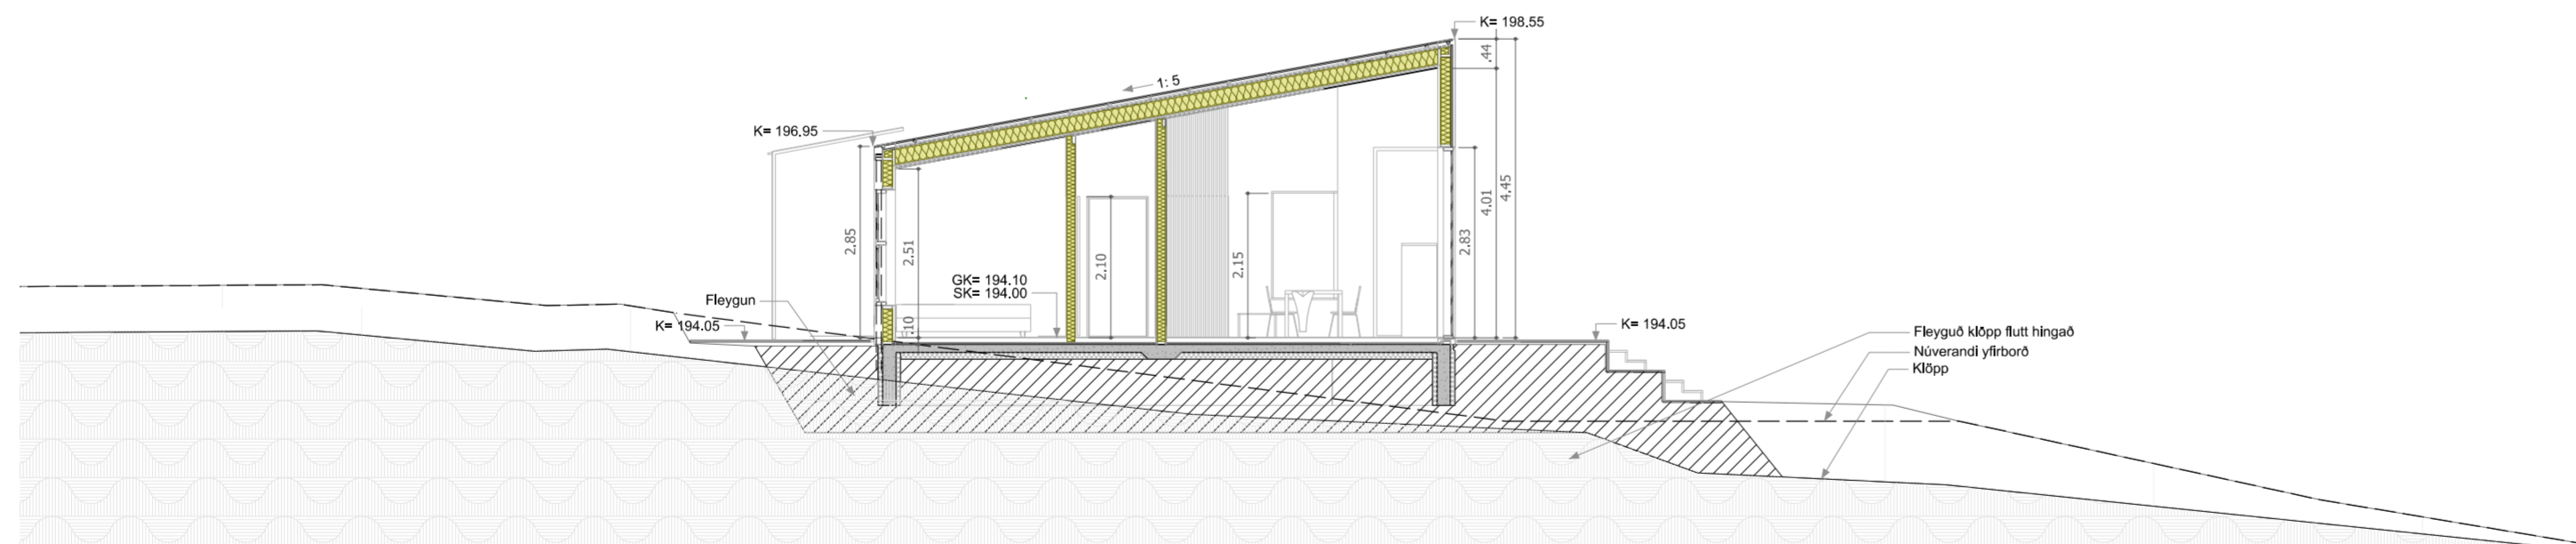 K= 198.55
.44
1: 5
K= 196.95
4.01
4.45
2.85
2.51
2.10
2.15
2.83
GK= 194.10
SK= 194.00
Fleygun
K= 194.05
.10
K= 194.05
Fleyguð klöpp flutt hingað
Núverandi yfirborð
Klöpp